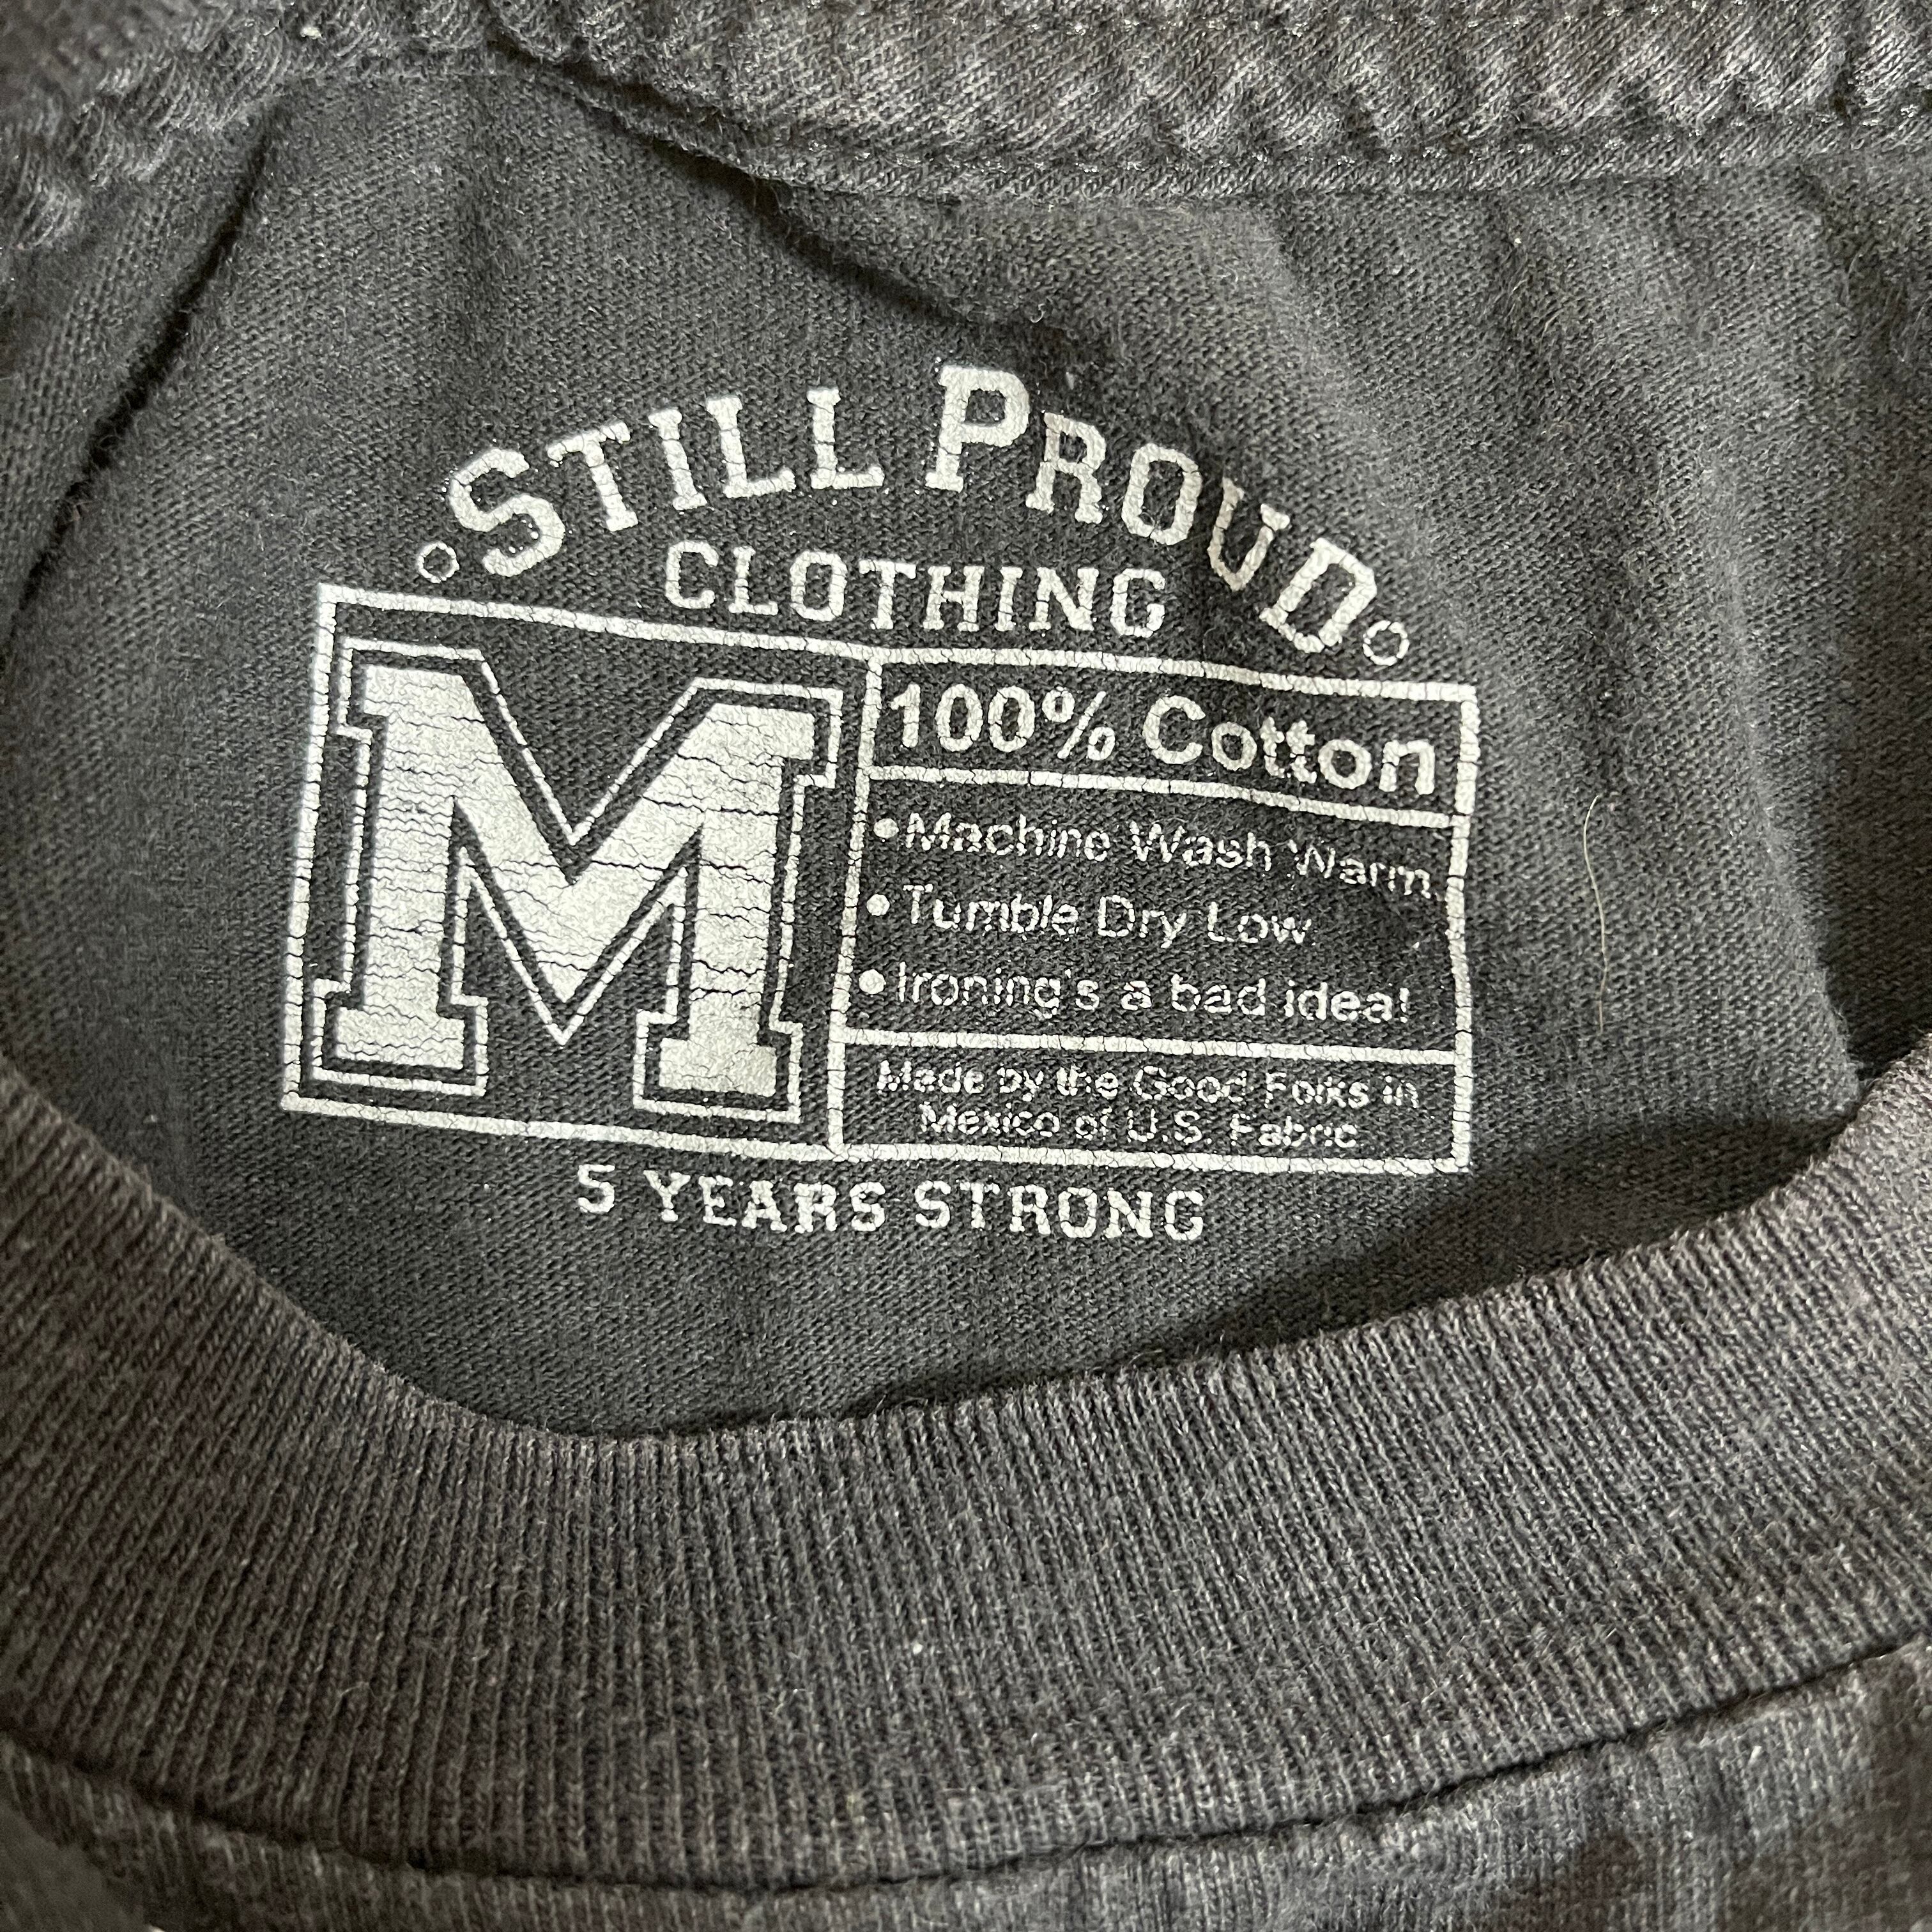 STILL PROUD
CLOTHING
M
100% Cotton
•Machine Wash Warm
•Tumble Dry Low
•Ironing's a bad idea!
Made by the Good Folks in
Mexico of U.S. Fabric
5 YEARS STRONG